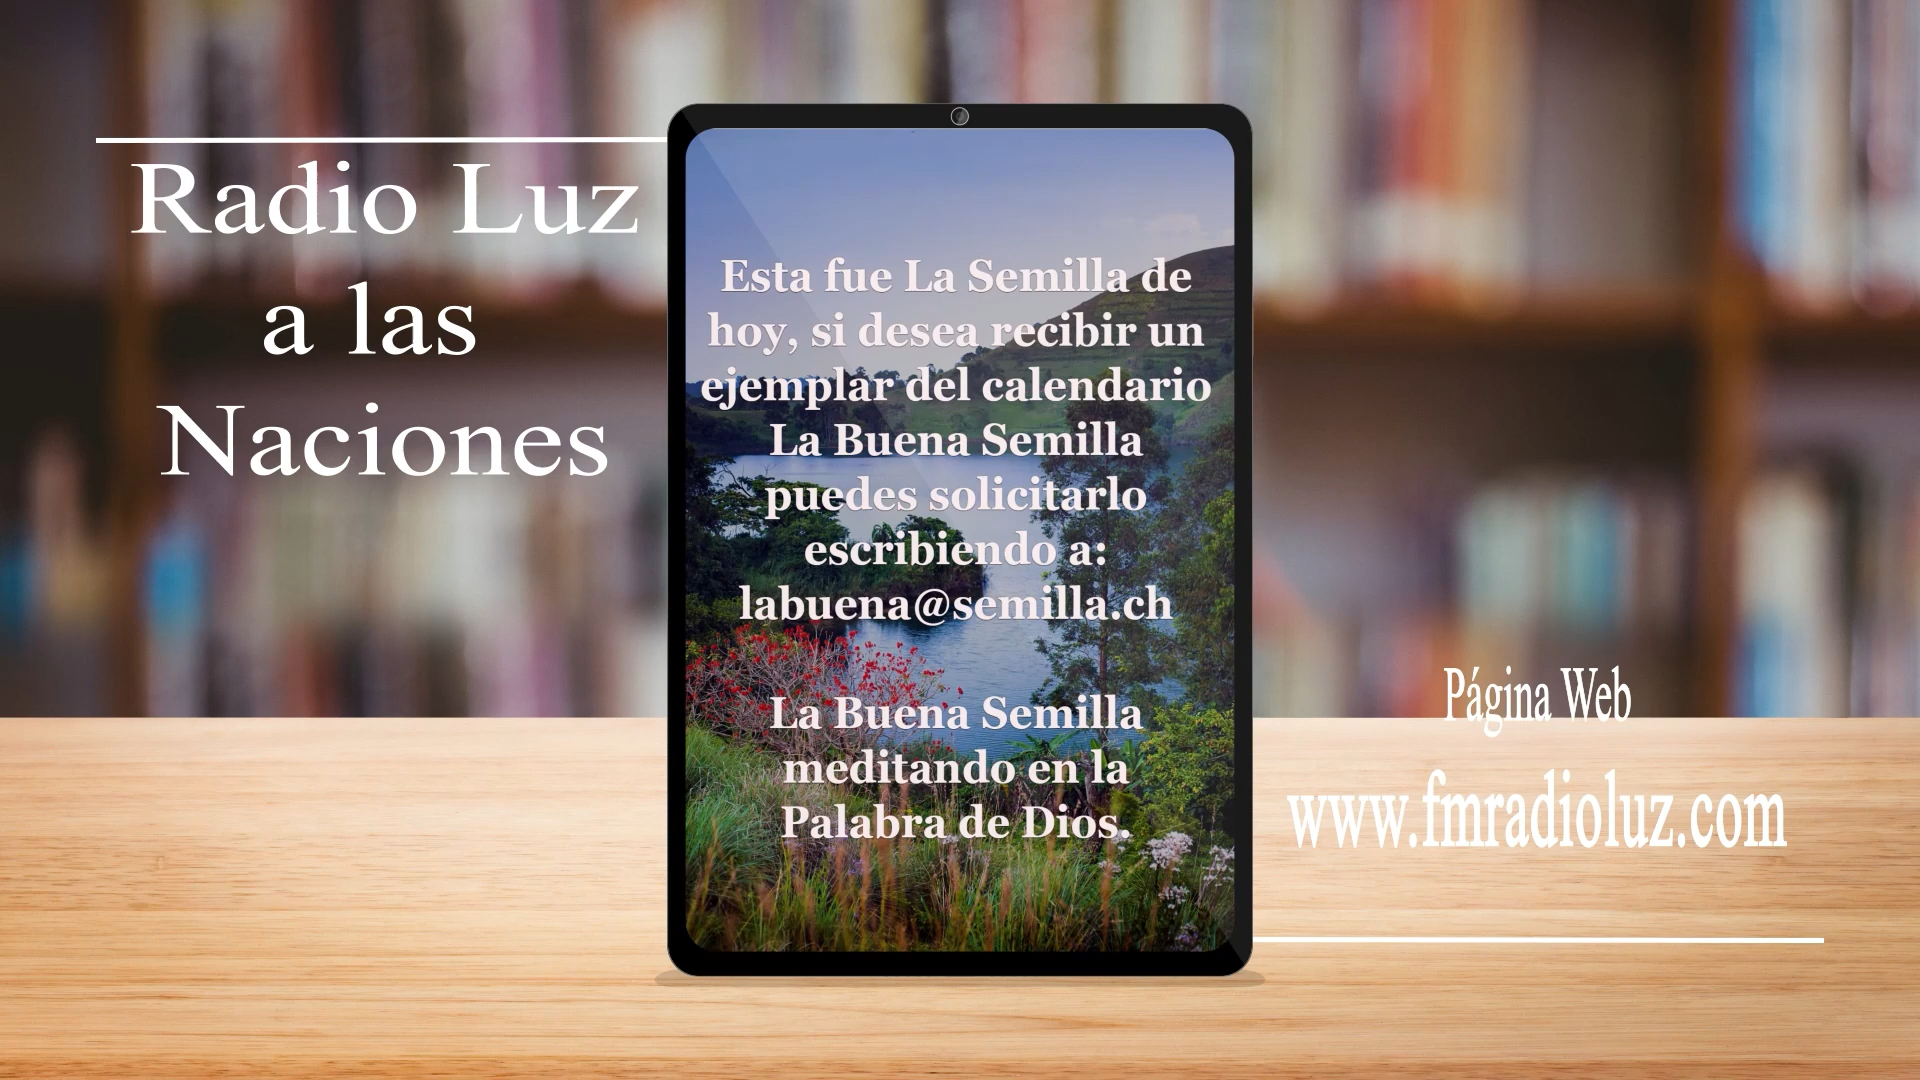 Radio Luz
a las
Naciones
Esta fue La Semilla de
hoy, si desea recibir un
ejemplar del calendario
La Buena Semilla
puedes solicitarlo
escribiendo a:
labuena@semilla.ch
La Buena Semilla
meditando en la
Palabra de Dios.
Página Web
www.fmradioluz.com